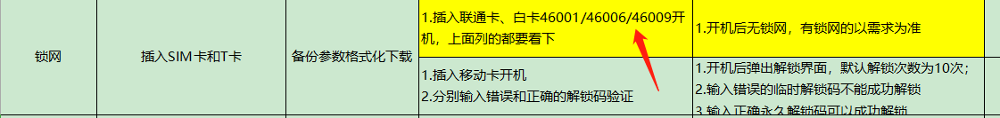 锁网
插入SIM卡和T卡
备份参数格式化下载
1.插入联通卡、白卡46001/46006/46009开
机，上面列的都要看下
1.开机后无锁网，有锁网的以需求为准
1.插入移动卡开机
2.分别输入错误和正确的解锁码验证
1.开机后弹出解锁界面，默认解锁次数为10次；
2.输入错误的临时解锁码不能成功解锁
3.输入正确永久解锁码可以成功解锁